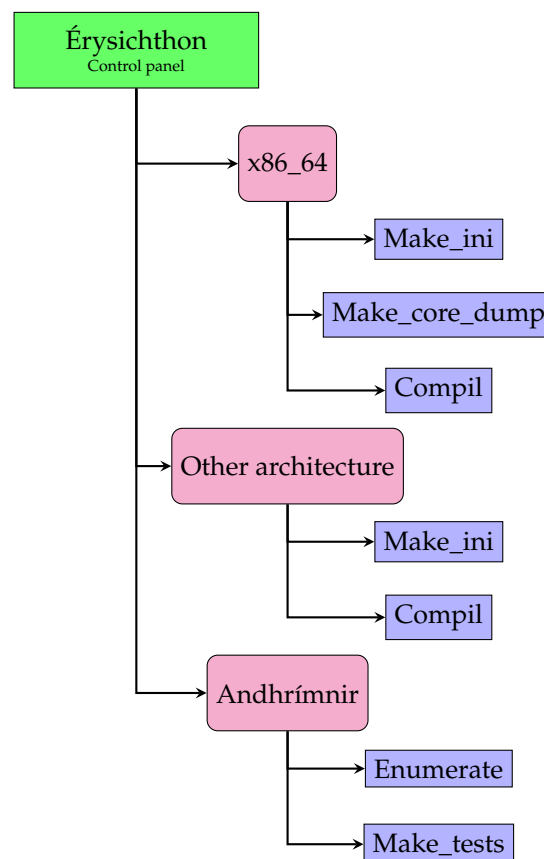 Érysichthon
Control panel
x86_64
Make_ini
Make_core_dump
Compil
Other architecture
Make_ini
Compil
Andhrímnir
Enumerate
Make_tests